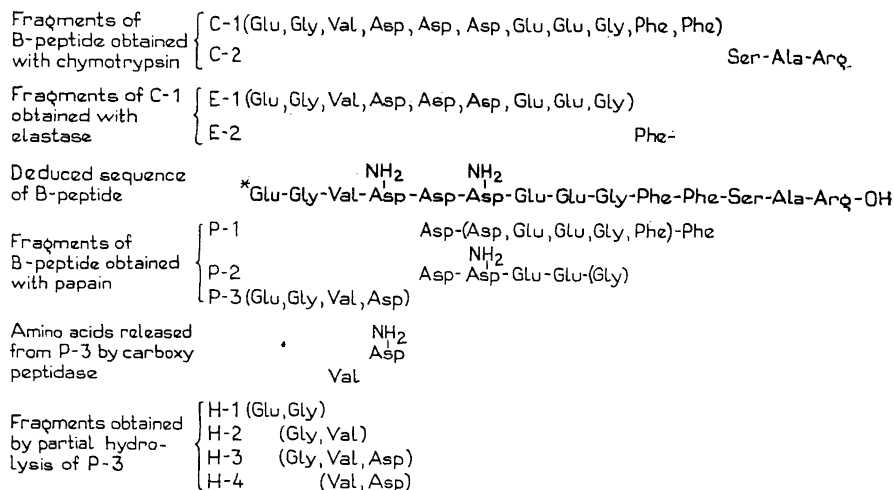 Fragments of
B-peptide obtained
with chymotrypsin
C-1(Glu,Gly,Val,Asp,Asp,Asp,Glu,Glu,Gly,Phe,Phe)
C-2 Ser-Ala-Arg
Fragments of C-1
obtained with
elastase
E-1(Glu,Gly,Val,Asp,Asp,Asp,Glu,Glu,Gly)
E-2 Phe-
Deduced sequence
of B-peptide
NH2 NH2
*Glu-Gly-Val-Asp-Asp-Asp-Glu-Glu-Gly-Phe-Phe-Ser-Ala-Arg-OH
Fragments of
B-peptide obtained
with papain
P-1 Asp-(Asp,Glu,Glu,Gly,Phe)-Phe
NH2
P-2 Asp-Asp-Glu-Glu-(Gly)
P-3(Glu,Gly,Val,Asp)
Amino acids released
from P-3 by carboxy
peptidase
NH2
Asp
Val
Fragments obtained
by partial hydro-
lysis of P-3
H-1(Glu,Gly)
H-2 (Gly,Val)
H-3 (Gly,Val,Asp)
H-4 (Val,Asp)